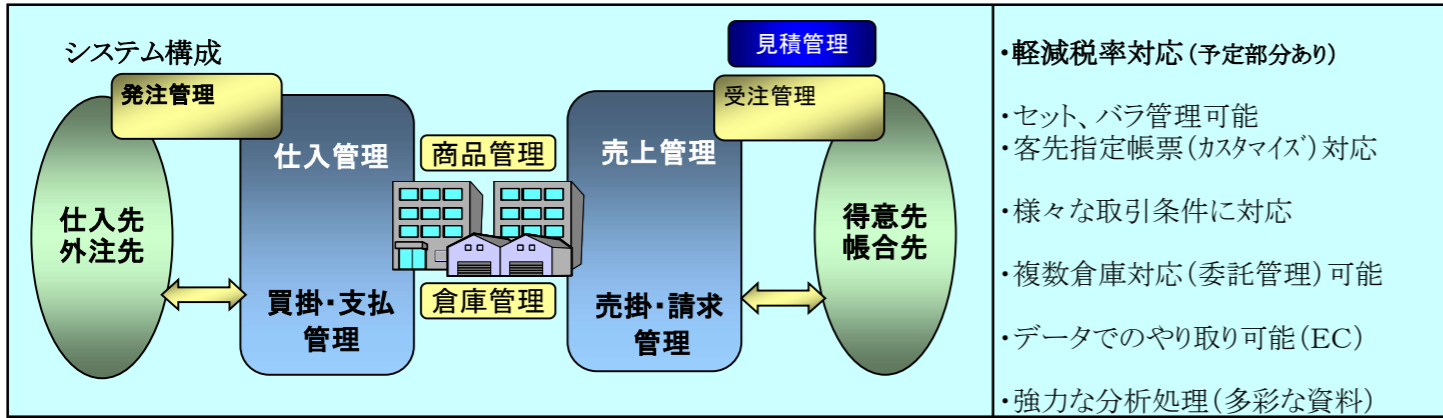 システム構成
見積管理
発注管理
受注管理
仕入管理
商品管理
売上管理
仕入先
外注先
得意先
帳合先
買掛・支払
管理
倉庫管理
売掛・請求
管理
・軽減税率対応(予定部分あり)
・セット、バラ管理可能
・客先指定帳票(ｶｽﾀﾏｲｽﾞ)対応
・様々な取引条件に対応
・複数倉庫対応(委託管理)可能
・データでのやり取り可能(EC)
・強力な分析処理(多彩な資料)